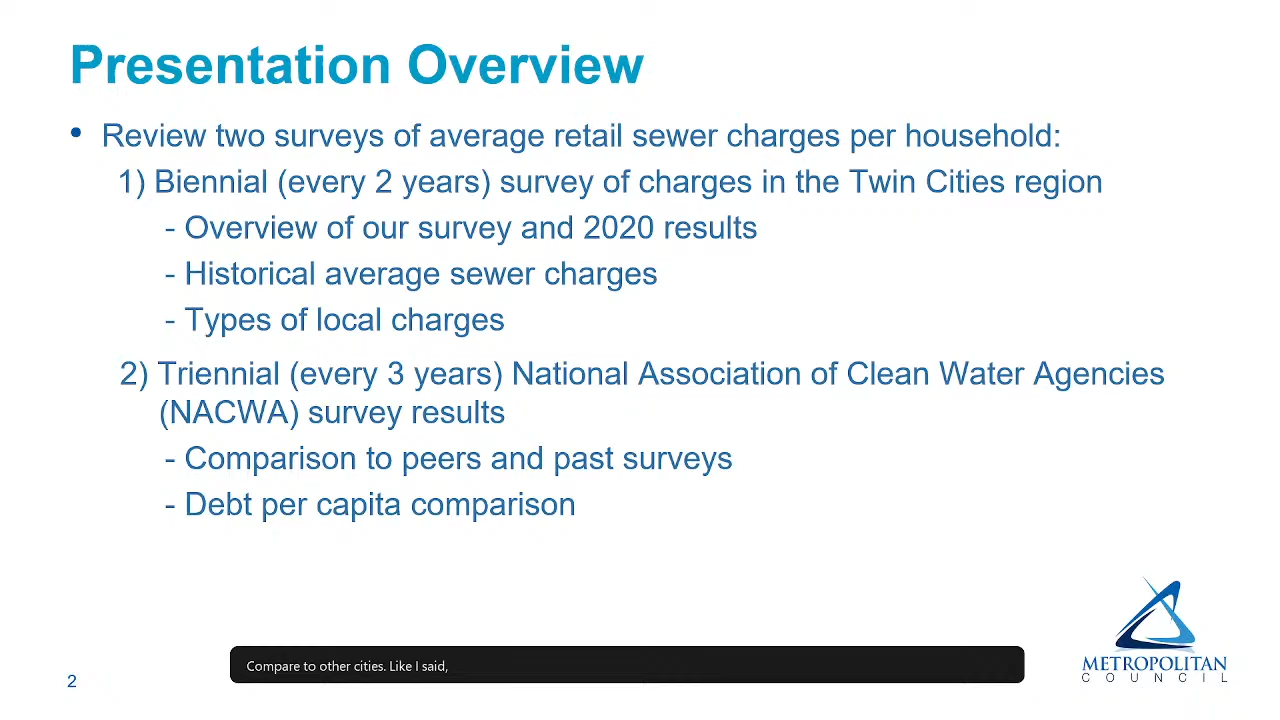 Presentation Overview
• Review two surveys of average retail sewer charges per household:
1) Biennial (every 2 years) survey of charges in the Twin Cities region
- Overview of our survey and 2020 results
- Historical average sewer charges
- Types of local charges
2) Triennial (every 3 years) National Association of Clean Water Agencies
(NACWA) survey results
- Comparison to peers and past surveys
- Debt per capita comparison
Compare to other cities. Like I said,
2
METROPOLITAN
COUNCIL